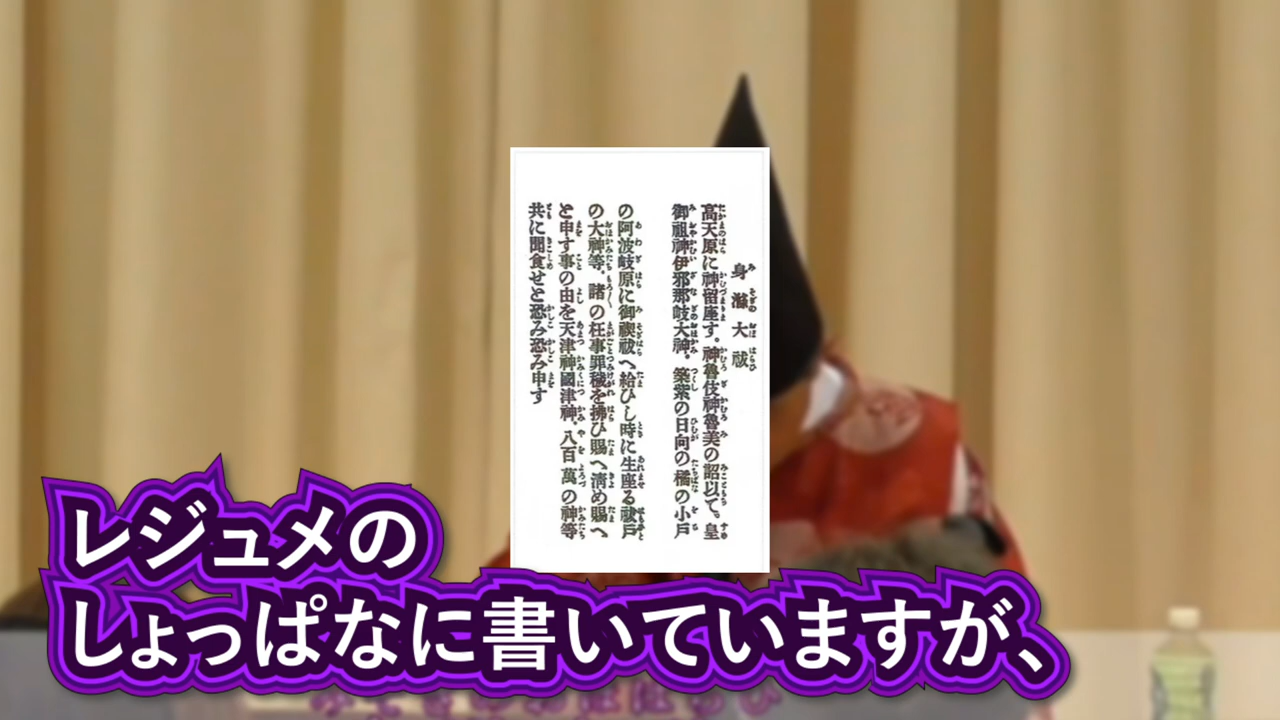 身滌大祓
高天原に神留座す。神魯伎神魯美の詔以て。皇
御祖神伊邪那岐大神。築紫の日向の橘の小戸
の阿波岐原に御禊祓へ給ひし時に生座る祓戸
の大神等。諸の枉事罪穢を拂ひ賜へ淸め賜へ
と申す事の由を天津神國津神。八百萬の神等
共に聞食せと恐み恐み申す
レジュメの
しょっぱなに書いていますが、